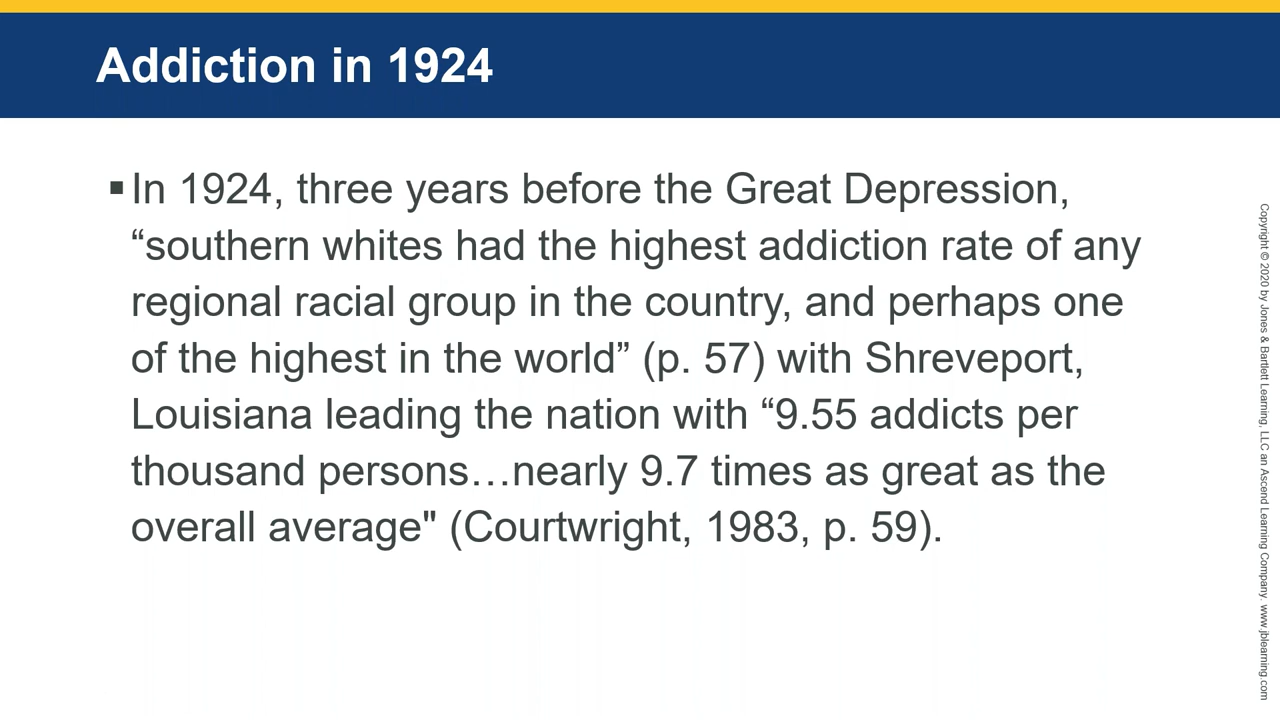 Addiction in 1924
▪In 1924, three years before the Great Depression,
“southern whites had the highest addiction rate of any
regional racial group in the country, and perhaps one
of the highest in the world” (p. 57) with Shreveport,
Louisiana leading the nation with “9.55 addicts per
thousand persons…nearly 9.7 times as great as the
overall average" (Courtwright, 1983, p. 59).
Copyright © 2020 by Jones & Bartlett Learning, LLC an Ascend Learning Company. www.jblearning.com